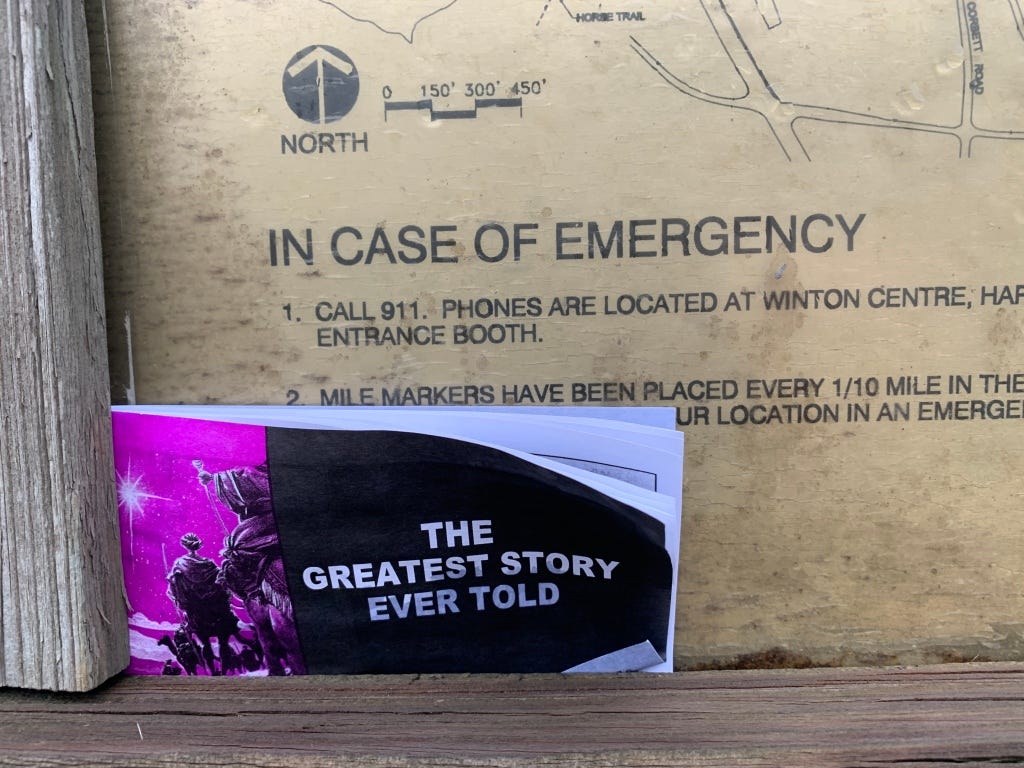 HORSE TRAIL
CORBETT ROAD
0 150' 300' 450'
NORTH
IN CASE OF EMERGENCY
1. CALL 911. PHONES ARE LOCATED AT WINTON CENTRE,
ENTRANCE BOOTH.
2 MILE MARKERS HAVE BEEN PLACED EVERY 1/10 MILE IN THE
LOCATION IN AN
THE
GREATEST STORY
EVER TOLD